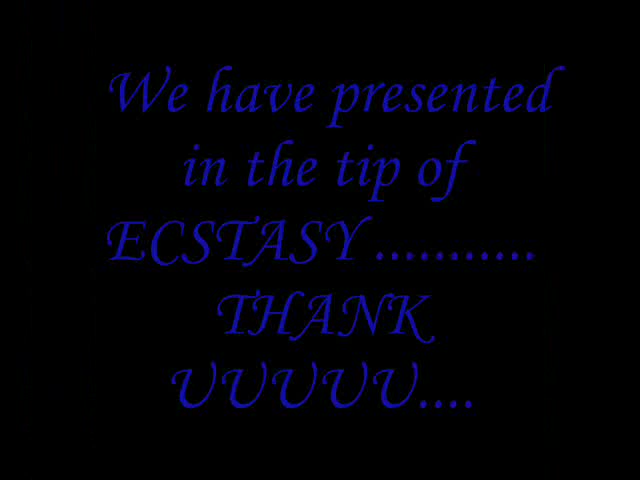 We have presented
in the tip of
ECSTASY ...........
THANK
UUUUU....